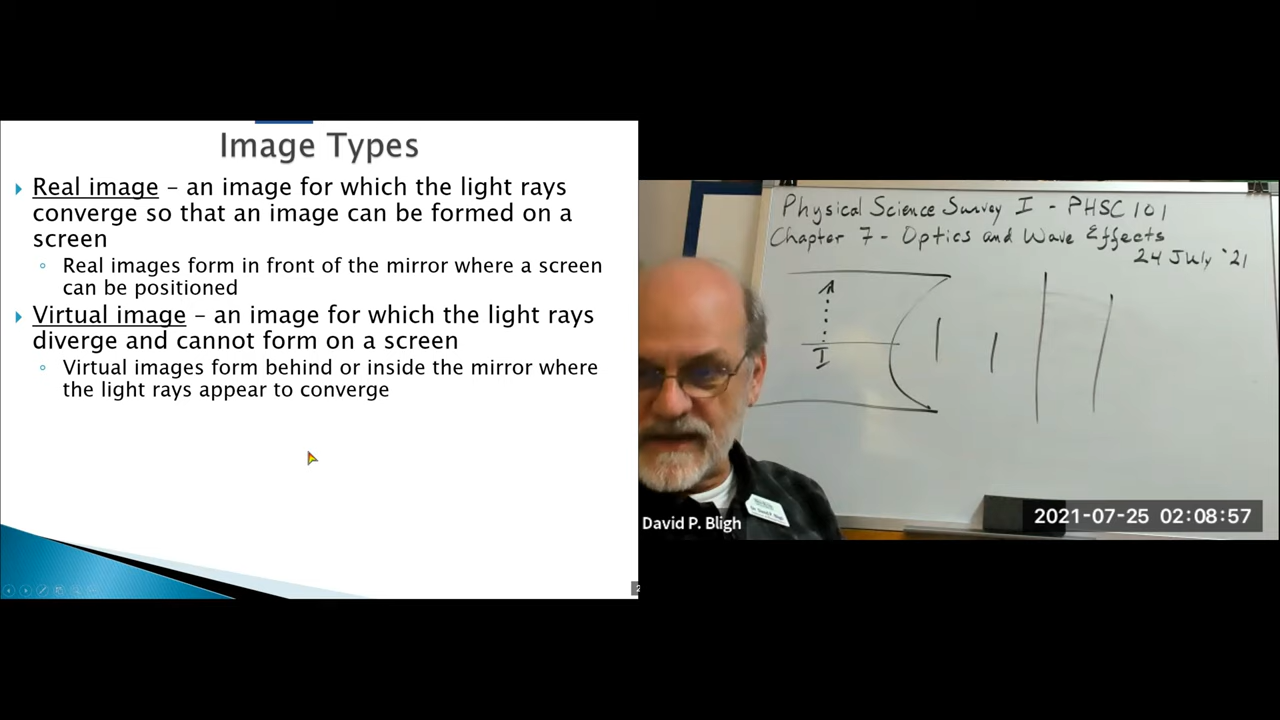 Image Types
Real image – an image for which the light rays
converge so that an image can be formed on a
screen
Real images form in front of the mirror where a screen
can be positioned
Virtual image – an image for which the light rays
diverge and cannot form on a screen
Virtual images form behind or inside the mirror where
the light rays appear to converge
2
Physical Science Survey I - PHSC 101
Chapter 7 - Optics and Wave Effects
24 July '21
I
David P. Bligh
2021-07-25 02:08:57